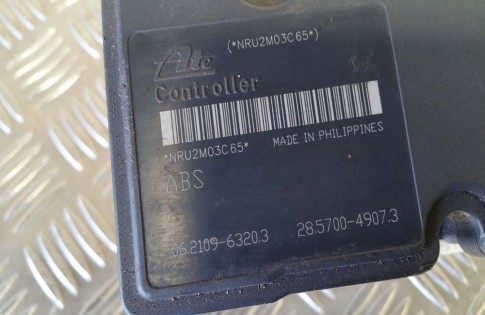 (*NRU2M03C65*)
Ate
Controller
*NRU2M03C65* MADE IN PHILIPPINES
ABS
06.2109-6320.3 28.5700-4907.3